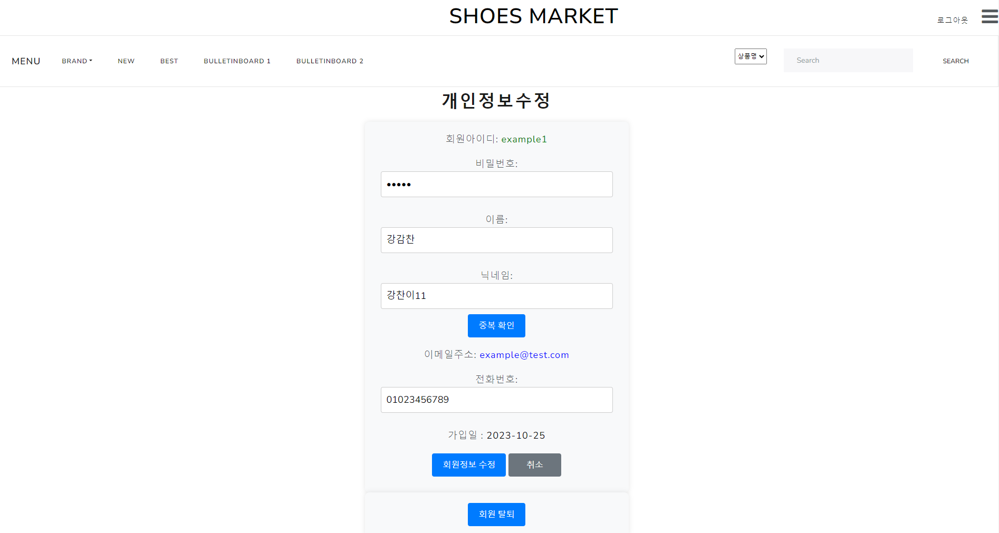 SHOES MARKET
로그아웃
MENU BRAND NEW BEST BULLETINBOARD 1 BULLETINBOARD 2 상품명 Search SEARCH
개인정보수정
회원아이디: example1
비밀번호:
•••••
이름:
강감찬
닉네임:
강찬이11
중복 확인
이메일주소: example@test.com
전화번호:
01023456789
가입일 : 2023-10-25
회원정보 수정 취소
회원 탈퇴